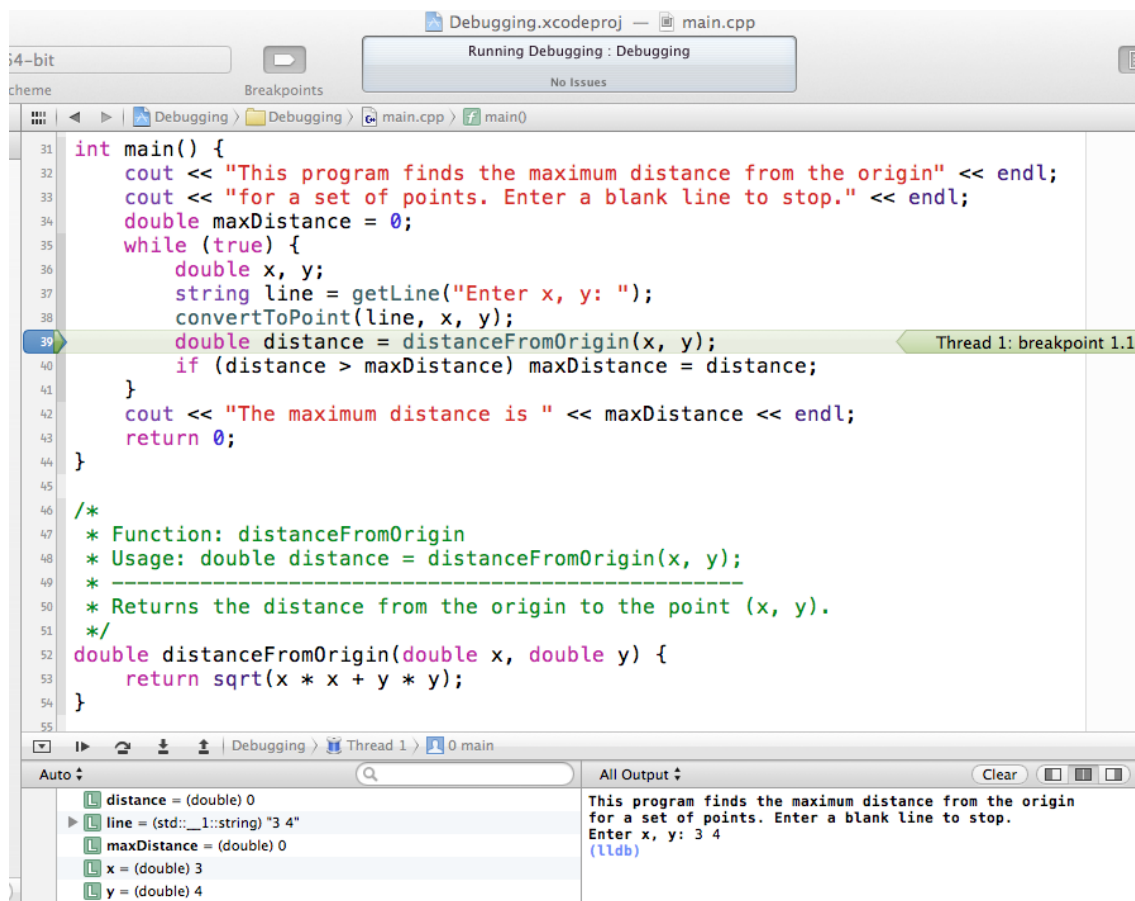 Debugging.xcodeproj — main.cpp
64-bit
Running Debugging : Debugging
No Issues
cheme
Breakpoints
Debugging Debugging main.cpp main()
31 int main() {
32 cout << "This program finds the maximum distance from the origin" << endl;
33 cout << "for a set of points. Enter a blank line to stop." << endl;
34 double maxDistance = 0;
35 while (true) {
36 double x, y;
37 string line = getLine("Enter x, y: ");
38 convertToPoint(line, x, y);
39 double distance = distanceFromOrigin(x, y);
Thread 1: breakpoint 1.1
40 if (distance > maxDistance) maxDistance = distance;
41 }
42 cout << "The maximum distance is " << maxDistance << endl;
43 return 0;
44 }
45
46 /*
47 * Function: distanceFromOrigin
48 * Usage: double distance = distanceFromOrigin(x, y);
49 * --------------------------------------------------
50 * Returns the distance from the origin to the point (x, y).
51 */
52 double distanceFromOrigin(double x, double y) {
53 return sqrt(x * x + y * y);
54 }
55
Debugging Thread 1 0 main
Auto
L distance = (double) 0
L line = (std::__1::string) "3 4"
L maxDistance = (double) 0
L x = (double) 3
L y = (double) 4
All Output
Clear
This program finds the maximum distance from the origin
for a set of points. Enter a blank line to stop.
Enter x, y: 3 4
(lldb)